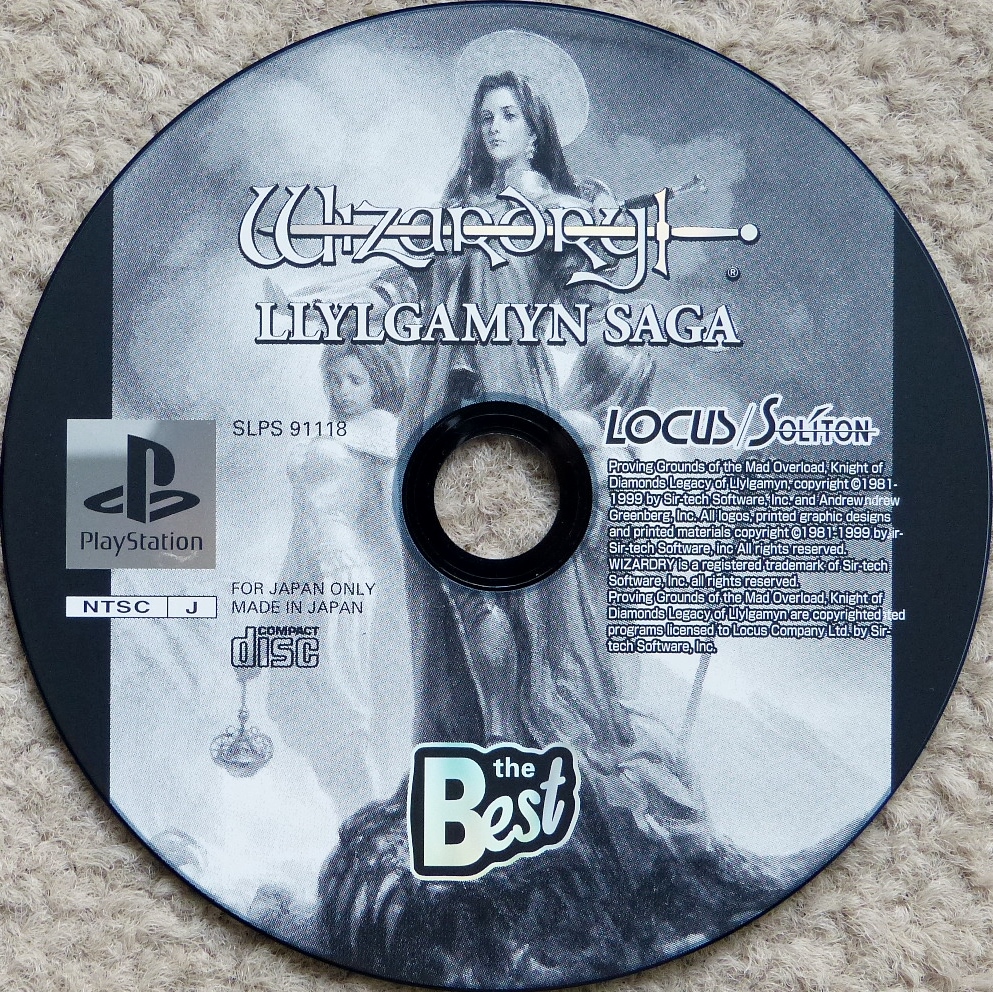 Wizardry
®
LLYLGAMYN SAGA
SLPS 91118
PlayStation
NTSC J
FOR JAPAN ONLY
MADE IN JAPAN
COMPACT
disc
LOCUS/SOLITON
Proving Grounds of the Mad Overload, Knight of
Diamonds Legacy of Llylgamyn, copyright ©1981-
1999 by Sir-tech Software, Inc. and Andrew hdrew
Greenberg, Inc. All logos, printed graphic designs
and printed materials copyright ©1981-1999 by ir-
Sir-tech Software, inc All rights reserved.
WIZARDRY is a registered trademark of Sir-tech
Software, Inc. all rights reserved.
Proving Grounds of the Mad Overload, Knight of
Diamonds Legacy of Llylgamyn are copyrighted ted
programs licensed to Locus Company Ltd. by Sir-
tech Software, Inc.
the
Best